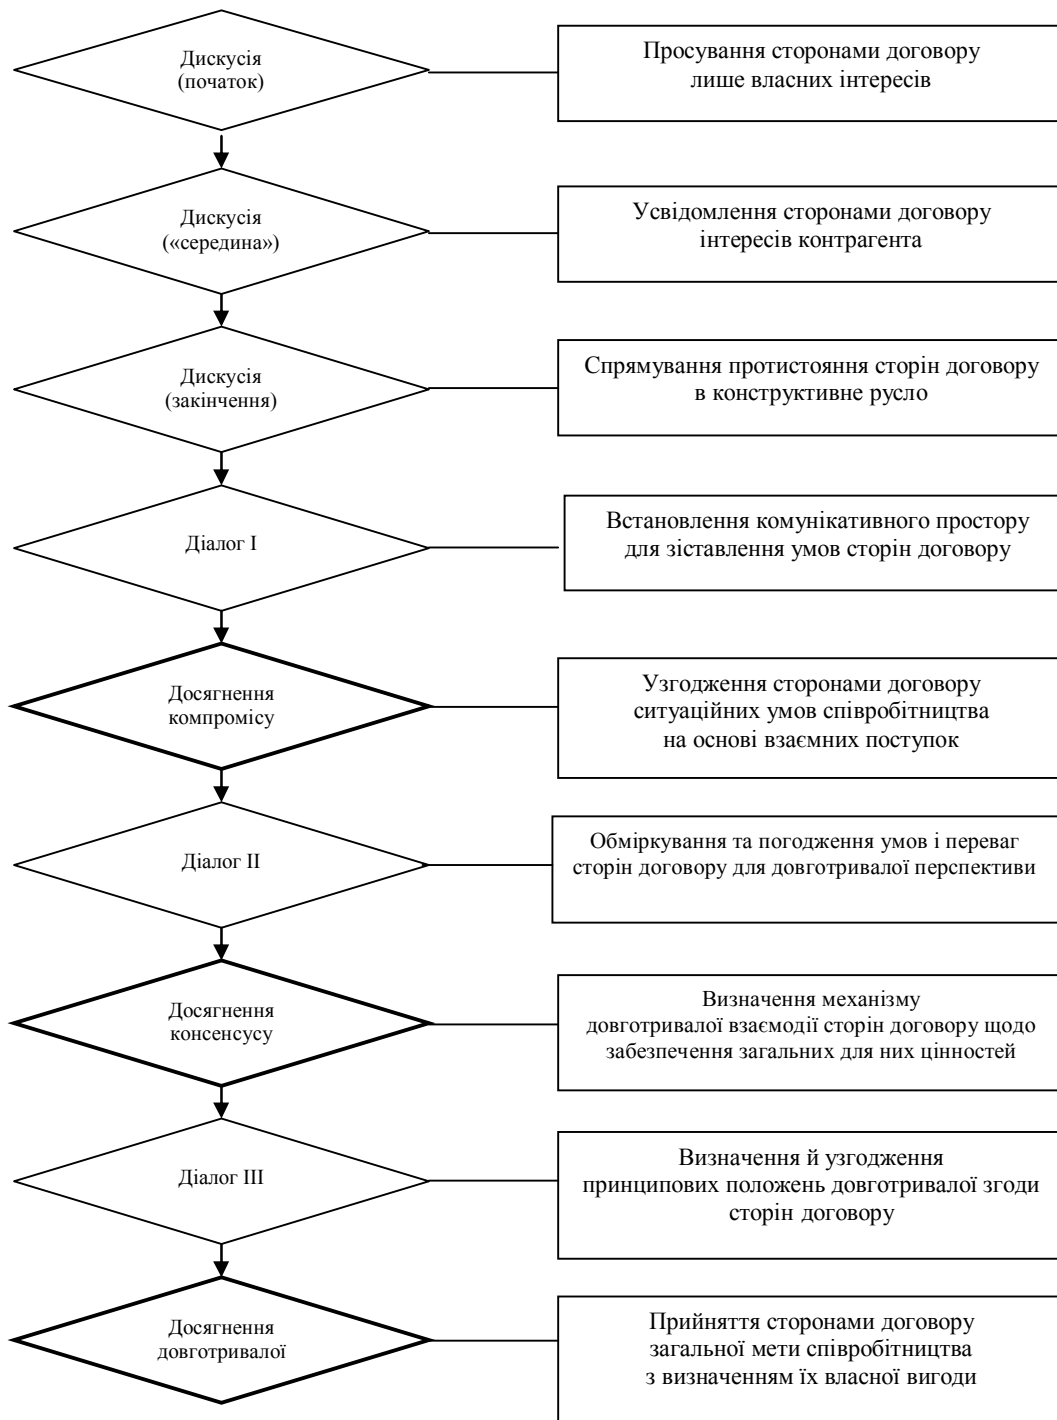 Дискусія
(початок)
Просування сторонами договору
лише власних інтересів
Дискусія
(«середина»)
Усвідомлення сторонами договору
інтересів контрагента
Дискусія
(закінчення)
Спрямування протистояння сторін договору
в конструктивне русло
Діалог I
Встановлення комунікативного простору
для зіставлення умов сторін договору
Досягнення
компромісу
Узгодження сторонами договору
ситуаційних умов співробітництва
на основі взаємних поступок
Діалог II
Обміркування та погодження умов і переваг
сторін договору для довготривалої перспективи
Досягнення
консенсусу
Визначення механізму
довготривалої взаємодії сторін договору щодо
забезпечення загальних для них цінностей
Діалог III
Визначення й узгодження
принципових положень довготривалої згоди
сторін договору
Досягнення
довготривалої
Прийняття сторонами договору
загальної мети співробітництва
з визначенням їх власної вигоди